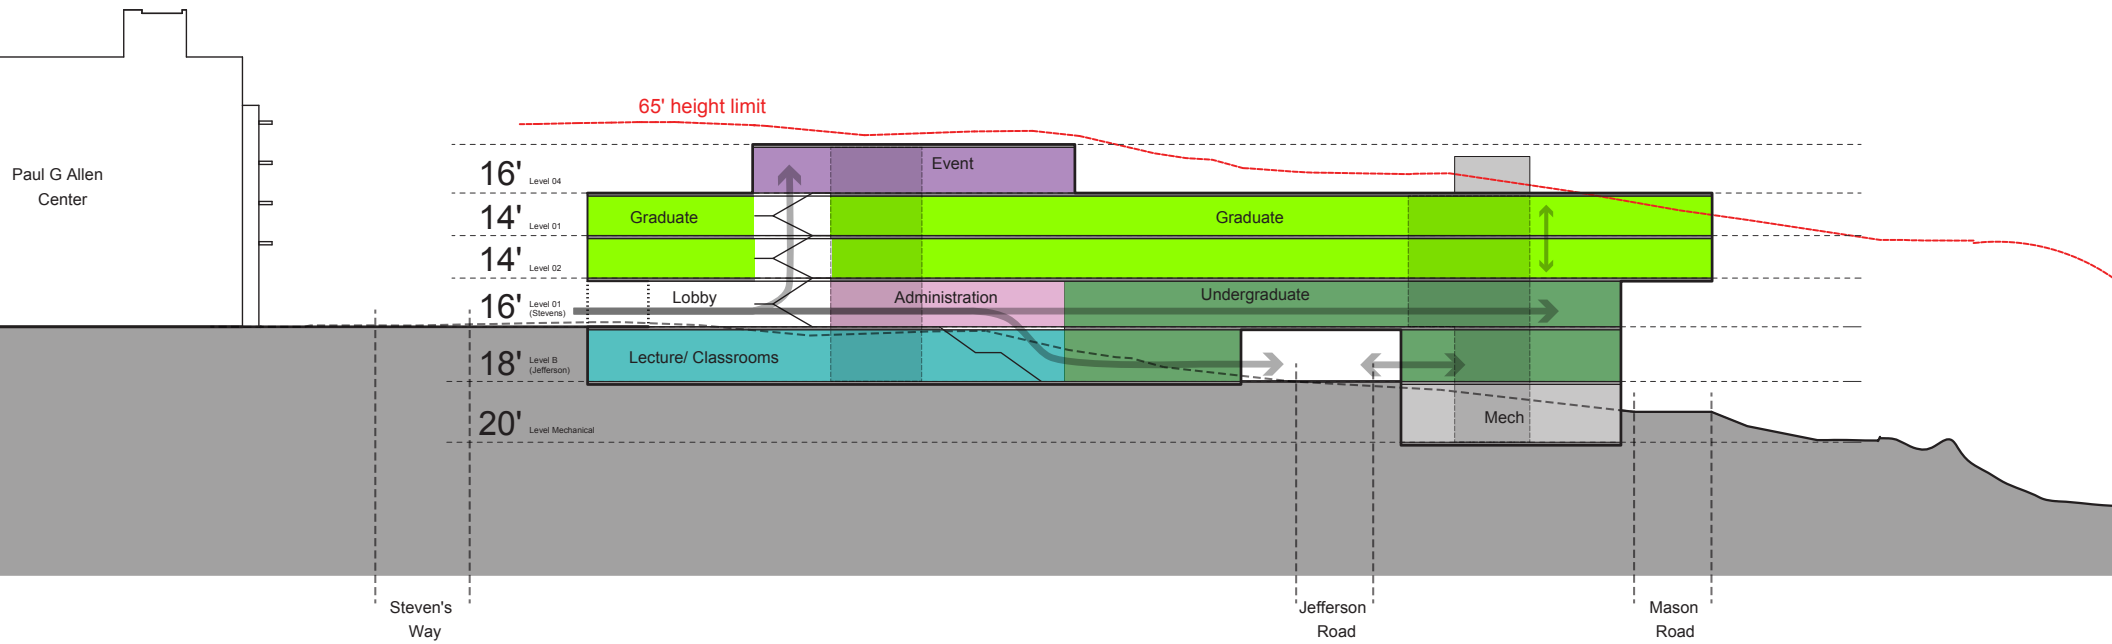 65' height limit
Paul G Allen
Center
16' Level 04
Event
14' Level 01
Graduate
Graduate
14' Level 02
16' Level 01
(Stevens)
Lobby
Administration
Undergraduate
18' Level B
(Jefferson)
Lecture/ Classrooms
20' Level Mechanical
Mech
Steven's
Way
Jefferson
Road
Mason
Road